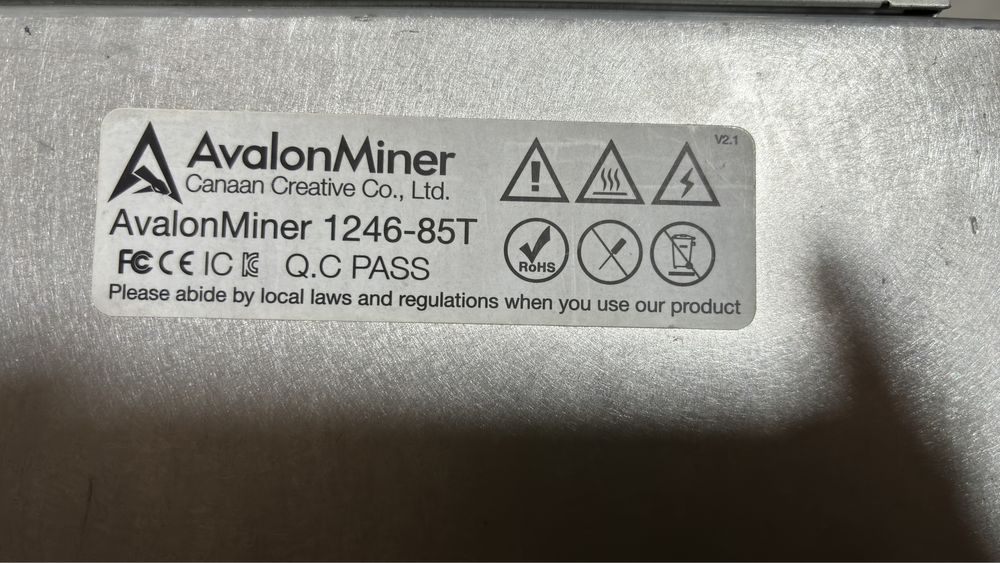 V2.1
AvalonMiner
Canaan Creative Co., Ltd.
AvalonMiner 1246-85T
FC CE IC KC Q.C PASS
RoHS
Please abide by local laws and regulations when you use our product